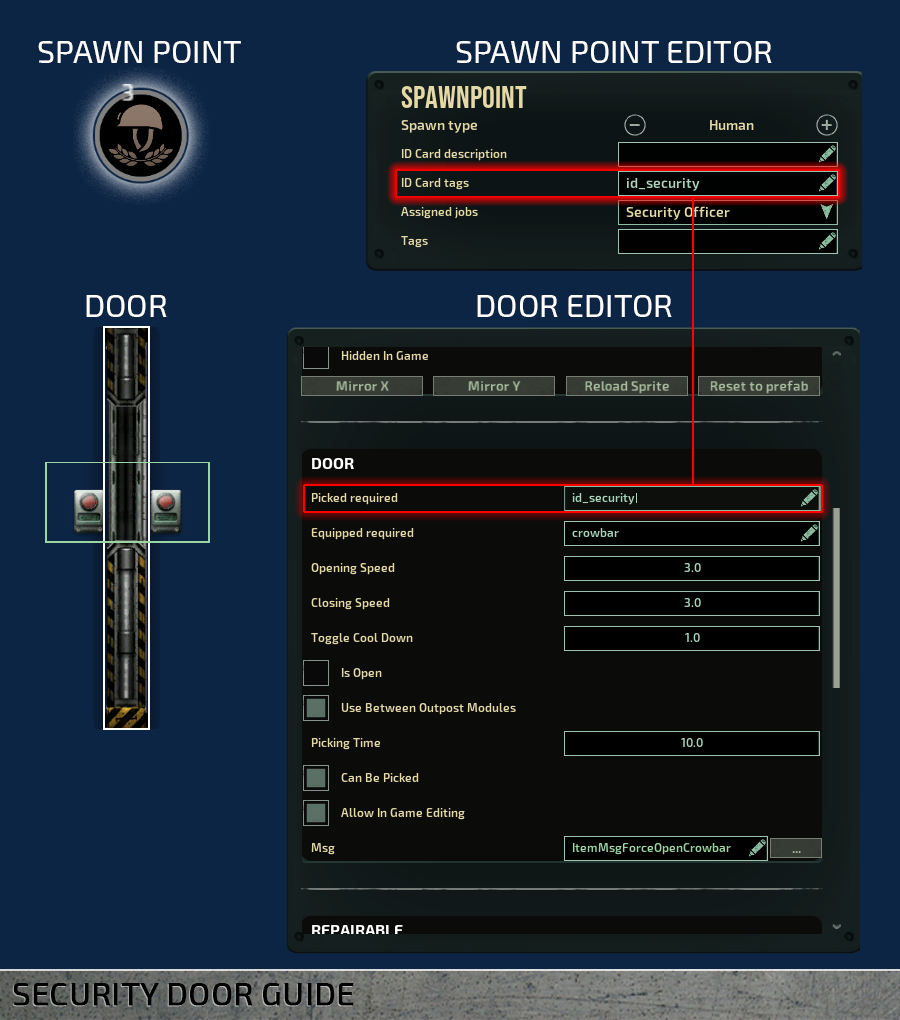 SPAWN POINT
3
SPAWN POINT EDITOR
SPAWNPOINT
Spawn type Human
ID Card description
ID Card tags id_security
Assigned jobs Security Officer
Tags
DOOR
DOOR EDITOR
Hidden In Game
Mirror X Mirror Y Reload Sprite Reset to prefab
DOOR
Picked required id_security
Equipped required crowbar
Opening Speed 3.0
Closing Speed 3.0
Toggle Cool Down 1.0
Is Open
Use Between Outpost Modules
Picking Time 10.0
Can Be Picked
Allow In Game Editing
Msg ItemMsgForceOpenCrowbar ...
REPAIRABLE
SECURITY DOOR GUIDE